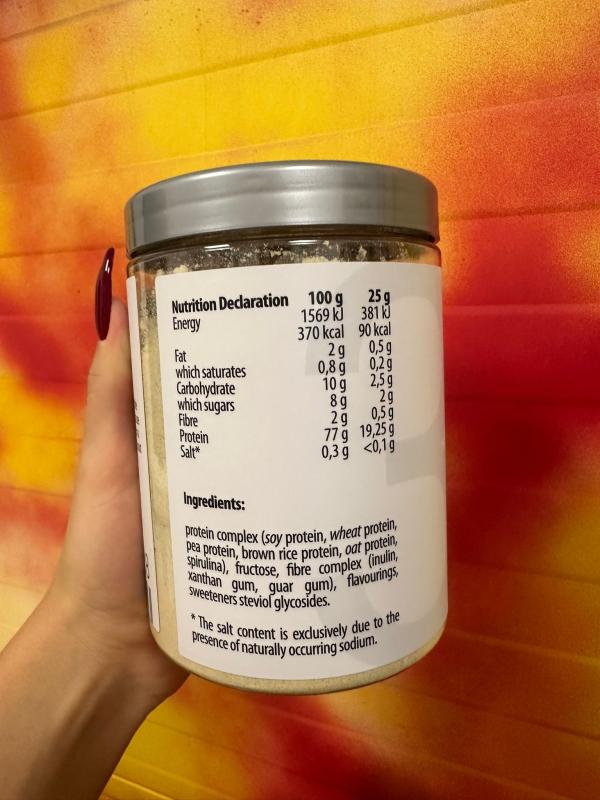 Nutrition Declaration 100 g 25 g
Energy 1569 kJ 381 kJ
370 kcal 90 kcal
Fat 2 g 0,5 g
which saturates 0,8 g 0,2 g
Carbohydrate 10 g 2,5 g
which sugars 8 g 2 g
Fibre 2 g 0,5 g
Protein 77 g 19,25 g
Salt* 0,3 g <0,1 g
Ingredients:
protein complex (soy protein, wheat protein,
pea protein, brown rice protein, oat protein,
spirulina), fructose, fibre complex (inulin,
xanthan gum, guar gum), flavourings,
sweeteners steviol glycosides.
* The salt content is exclusively due to the
presence of naturally occurring sodium.